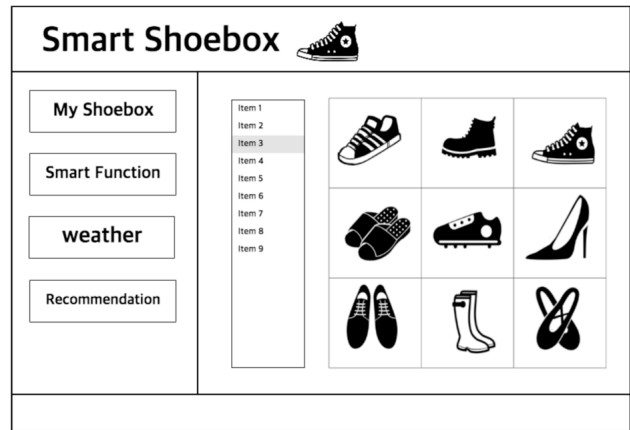 Smart Shoebox
My Shoebox
Smart Function
weather
Recommendation
Item 1
Item 2
Item 3
Item 4
Item 5
Item 6
Item 7
Item 8
Item 9